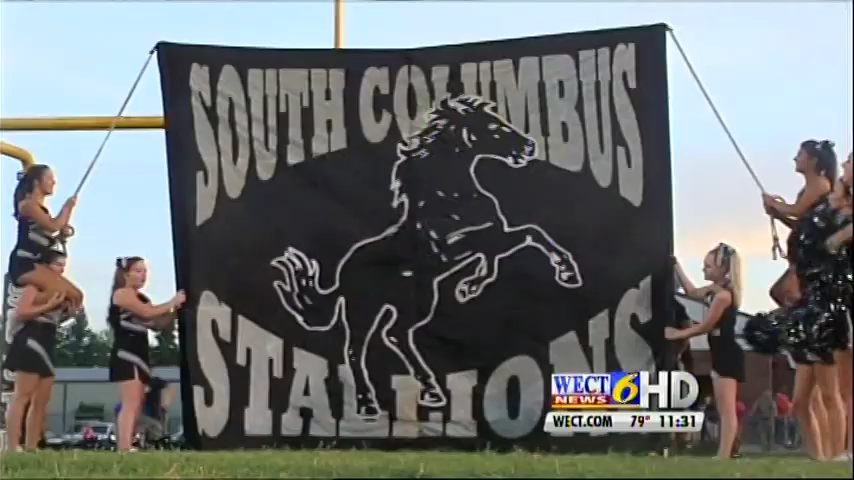 SOUTH COLUMBUS
STALLIONS
WECT 6 HD
NEWS
WECT.COM 79° 11:31